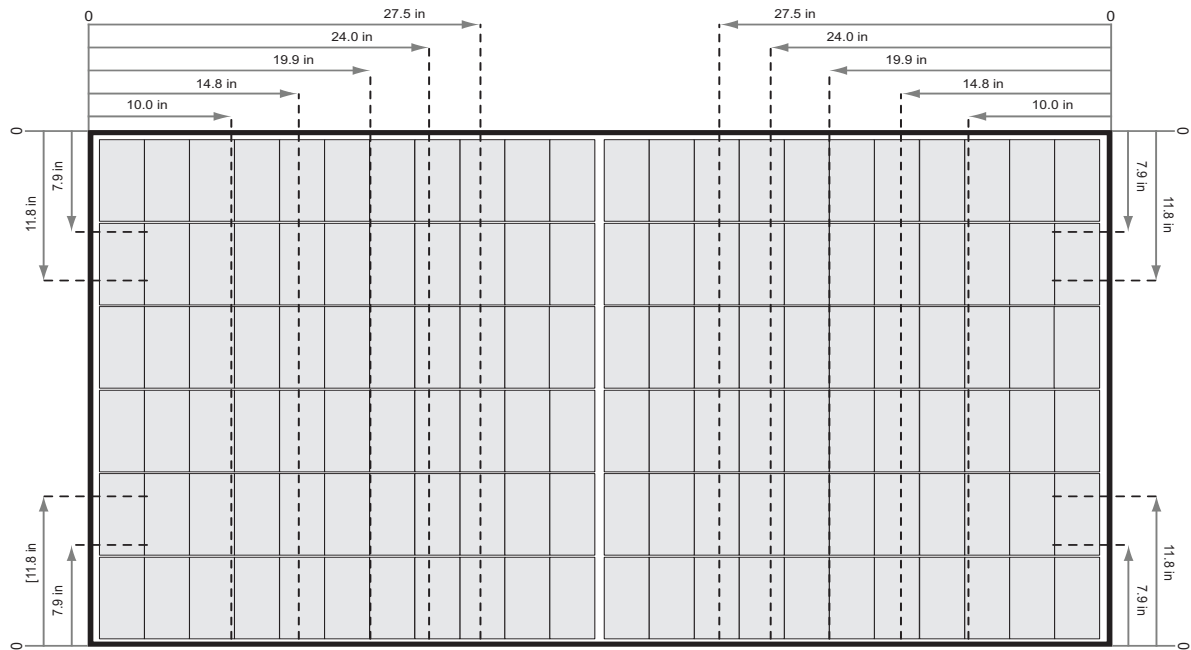 0
27.5 in
24.0 in
19.9 in
14.8 in
10.0 in
0
27.5 in
24.0 in
19.9 in
14.8 in
10.0 in
0
7.9 in
11.8 in
0
7.9 in
11.8 in
[11.8 in
7.9 in
0
11.8 in
7.9 in
0